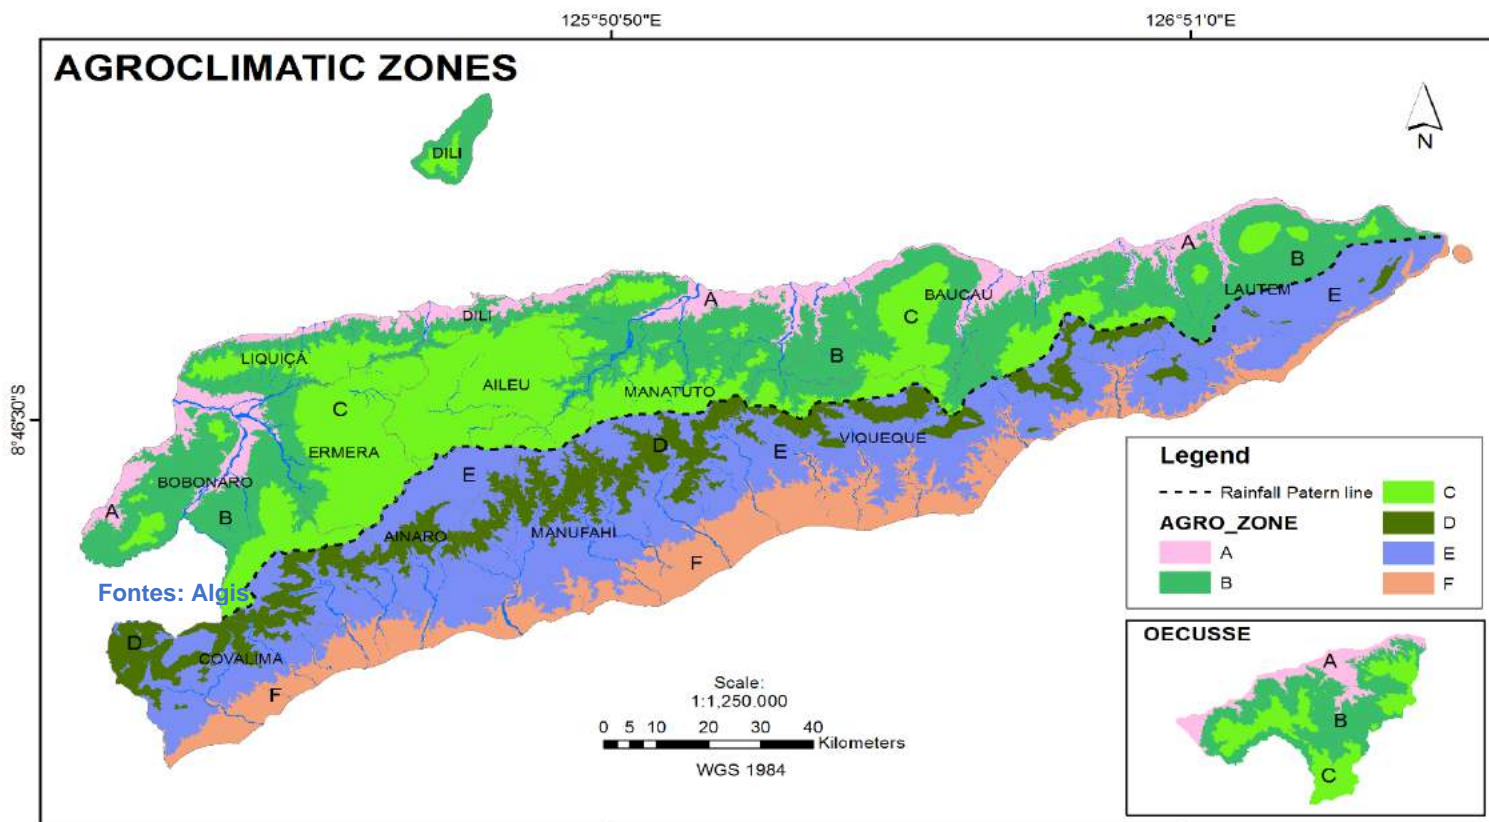 125°50'50"E
126°51'0"E
AGROCLIMATIC ZONES
N
DILI
A
B
LAUTEM
E
A
BAUCAU
C
DILI
B
LIQUIÇÁ
AILEU
MANATUTO
C
8°46'30"S
ERMERA
D
E
VIQUEQUE
BOBONARO
E
A
B
AINARO
MANUFAHI
F
Fontes: Algis
D
COVALIMA
F
Scale:
1:1,250.000
0 5 10 20 30 40
Kilometers
WGS 1984
Legend
Rainfall Patern line
AGRO_ZONE
A
B
C
D
E
F
OECUSSE
A
B
C